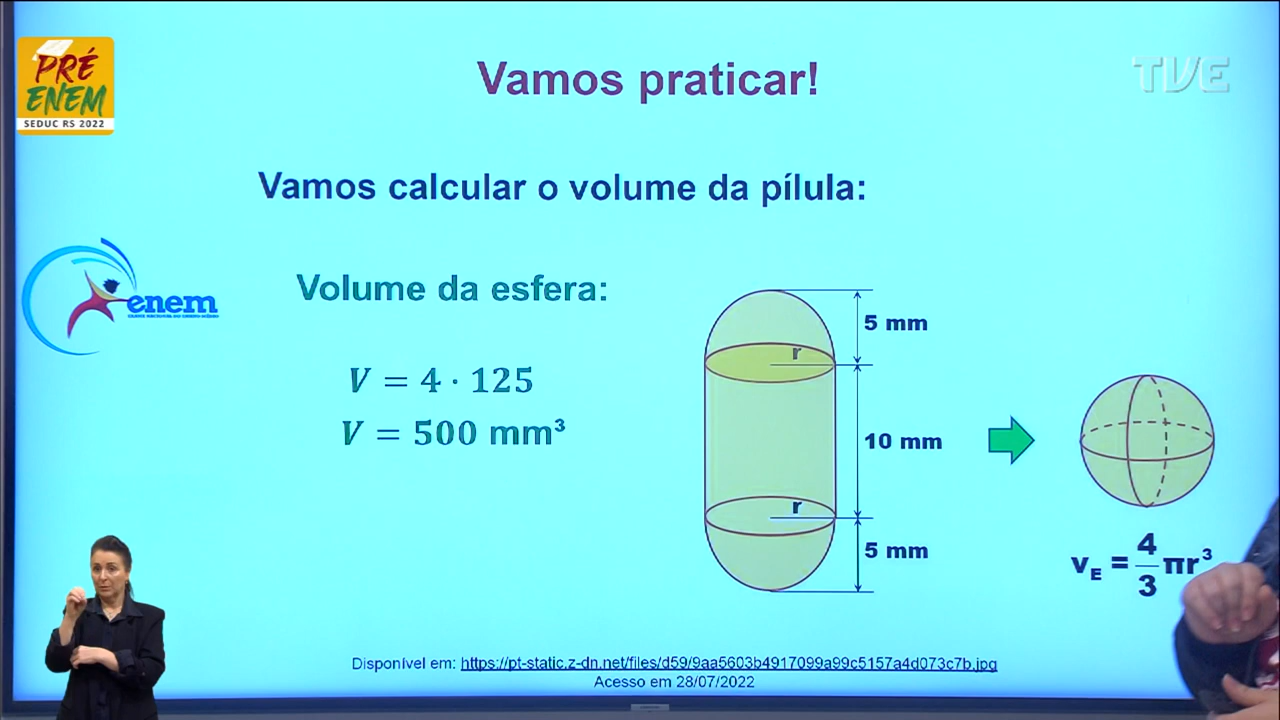 PRÉ
ENEM
SEDUC RS 2022
Vamos praticar!
TVE
Vamos calcular o volume da pílula:
enem
Volume da esfera:
V = 4 · 125
V = 500 mm³
5 mm
r
10 mm
r
5 mm
V_E = 4/3 πr³
Disponível em: https://pt-static.z-dn.net/files/d59/9aa5603b4917099a99c5157a4d073c7b.jpg
Acesso em 28/07/2022